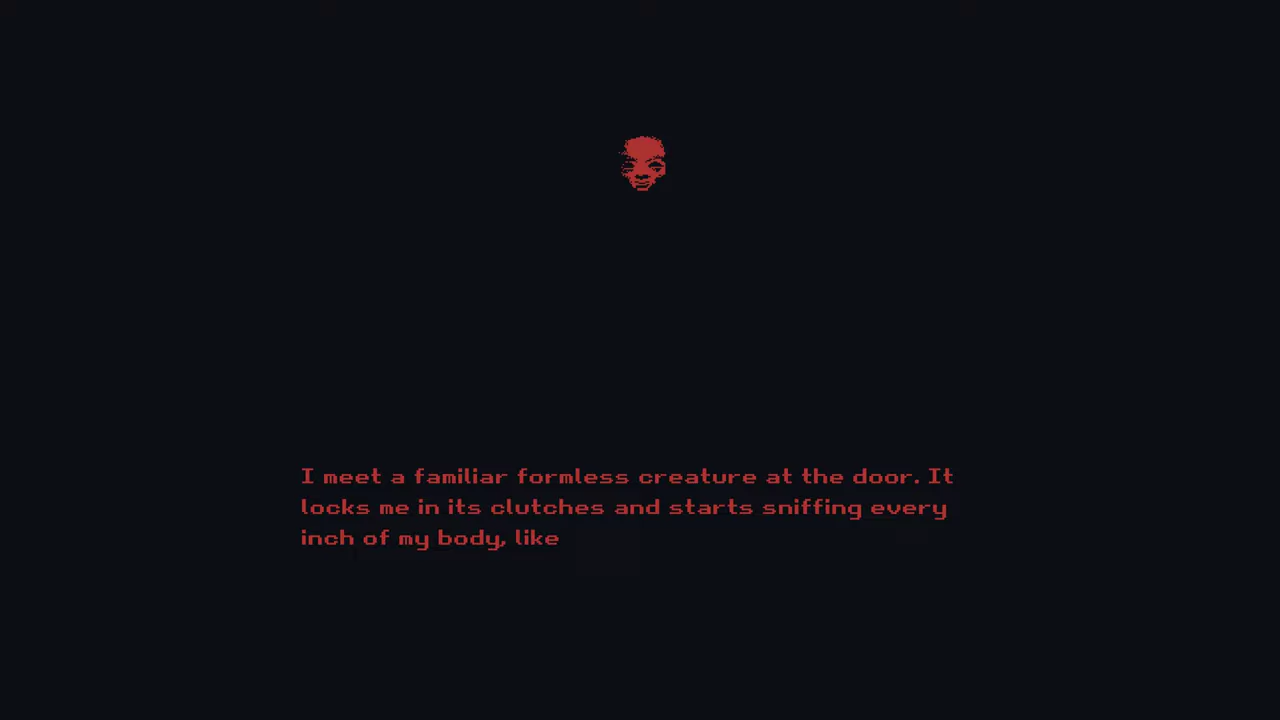 I meet a familiar formless creature at the door. It
locks me in its clutches and starts sniffing every
inch of my body, like